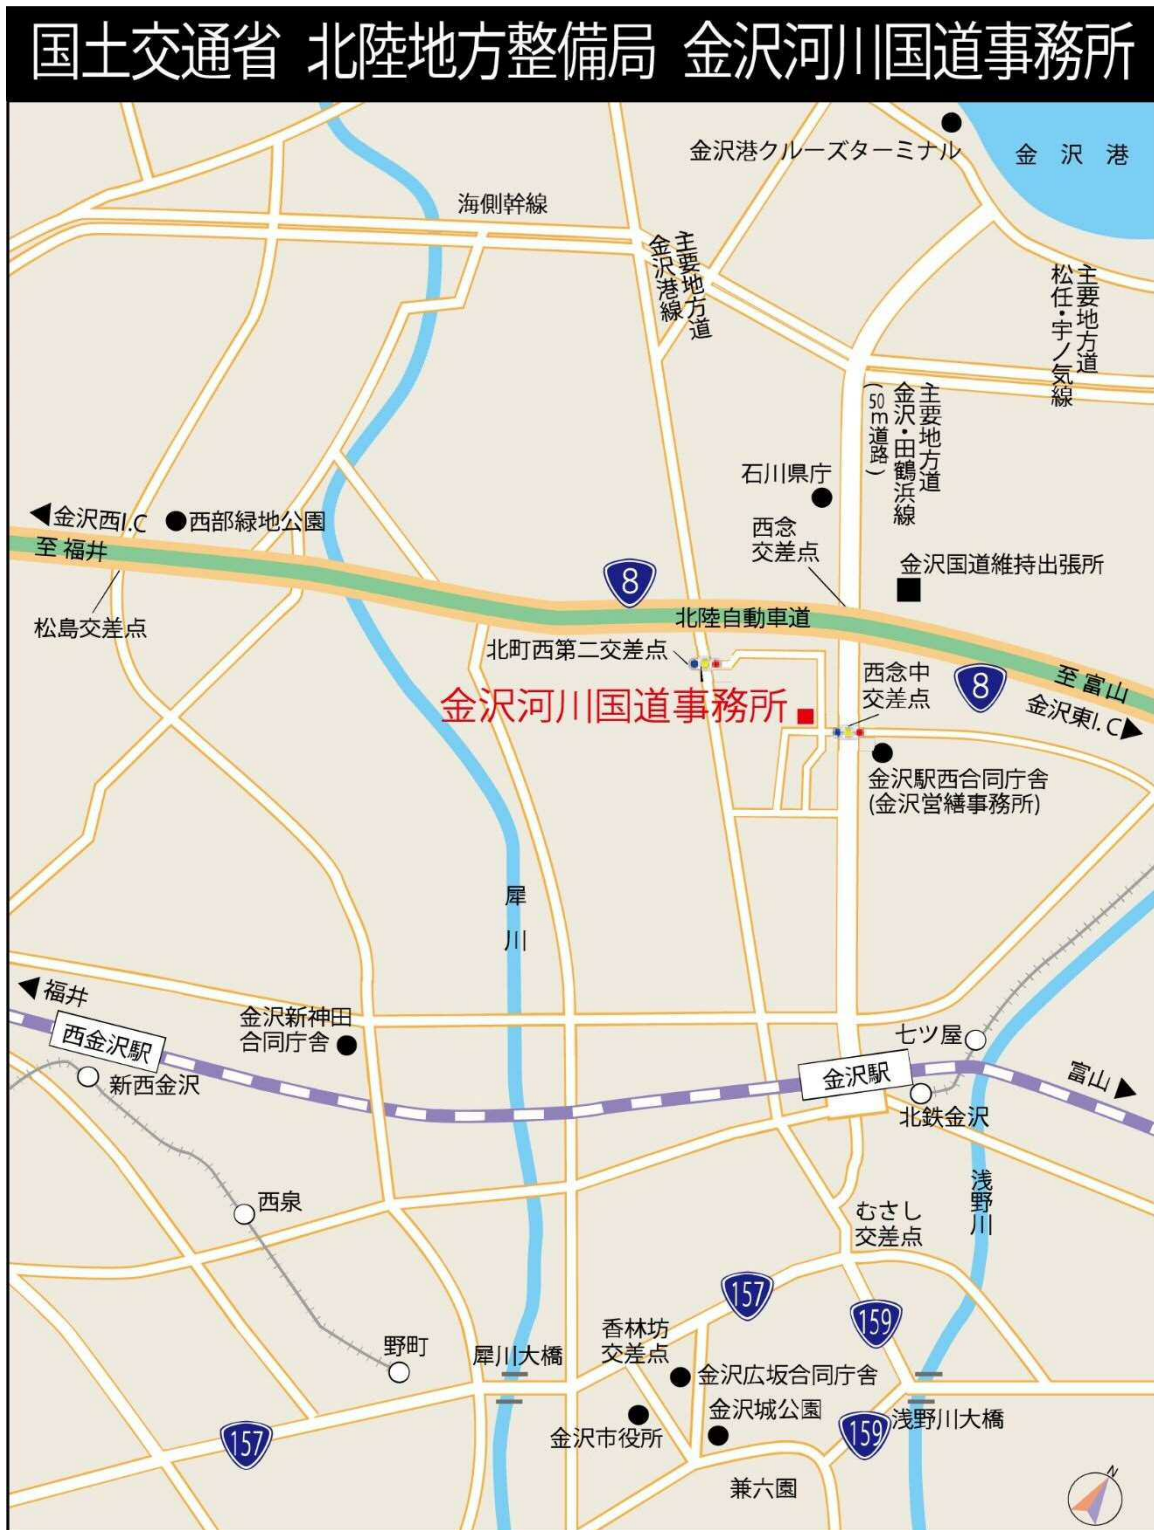 国土交通省 北陸地方整備局 金沢河川国道事務所
金沢港クルーズターミナル
金 沢 港
海側幹線
主要地方道
金沢港線
主要地方道
松任・宇ノ気線
主要地方道
金沢・田鶴浜線
(50m道路)
石川県庁
西念
交差点
金沢西I.C
西部緑地公園
至 福井
8
金沢国道維持出張所
松島交差点
北陸自動車道
北町西第二交差点
西念中
交差点
8
至 富山
金沢東I.C
金沢河川国道事務所
金沢駅西合同庁舎
(金沢営繕事務所)
犀
川
福井
西金沢駅
金沢新神田
合同庁舎
七ツ屋
新西金沢
金沢駅
富山
北鉄金沢
西泉
浅
野
川
むさし
交差点
157
159
香林坊
交差点
野町
犀川大橋
金沢広坂合同庁舎
金沢城公園
浅野川大橋
157
金沢市役所
159
兼六園
N